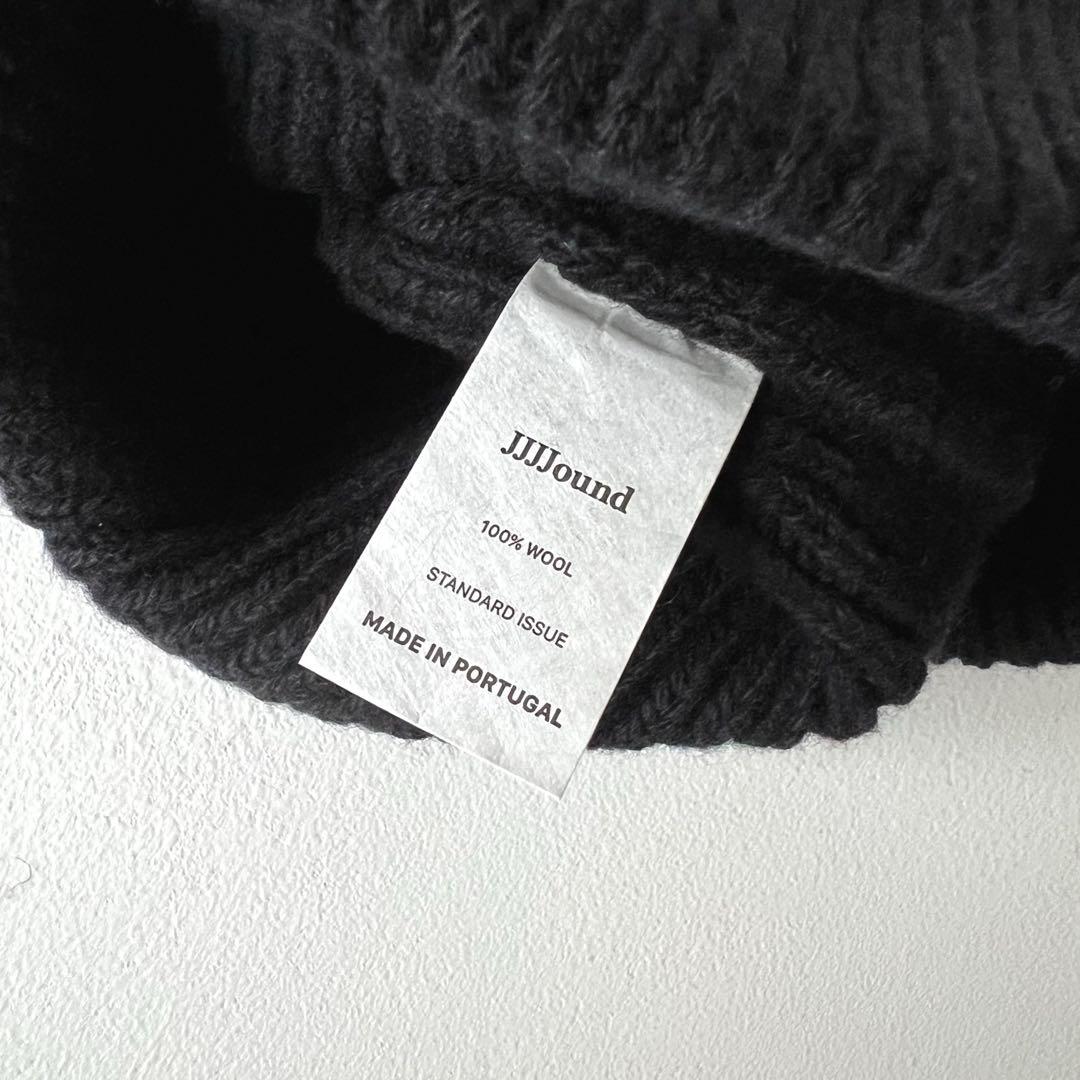 JJJJound
100% WOOL
STANDARD ISSUE
MADE IN PORTUGAL